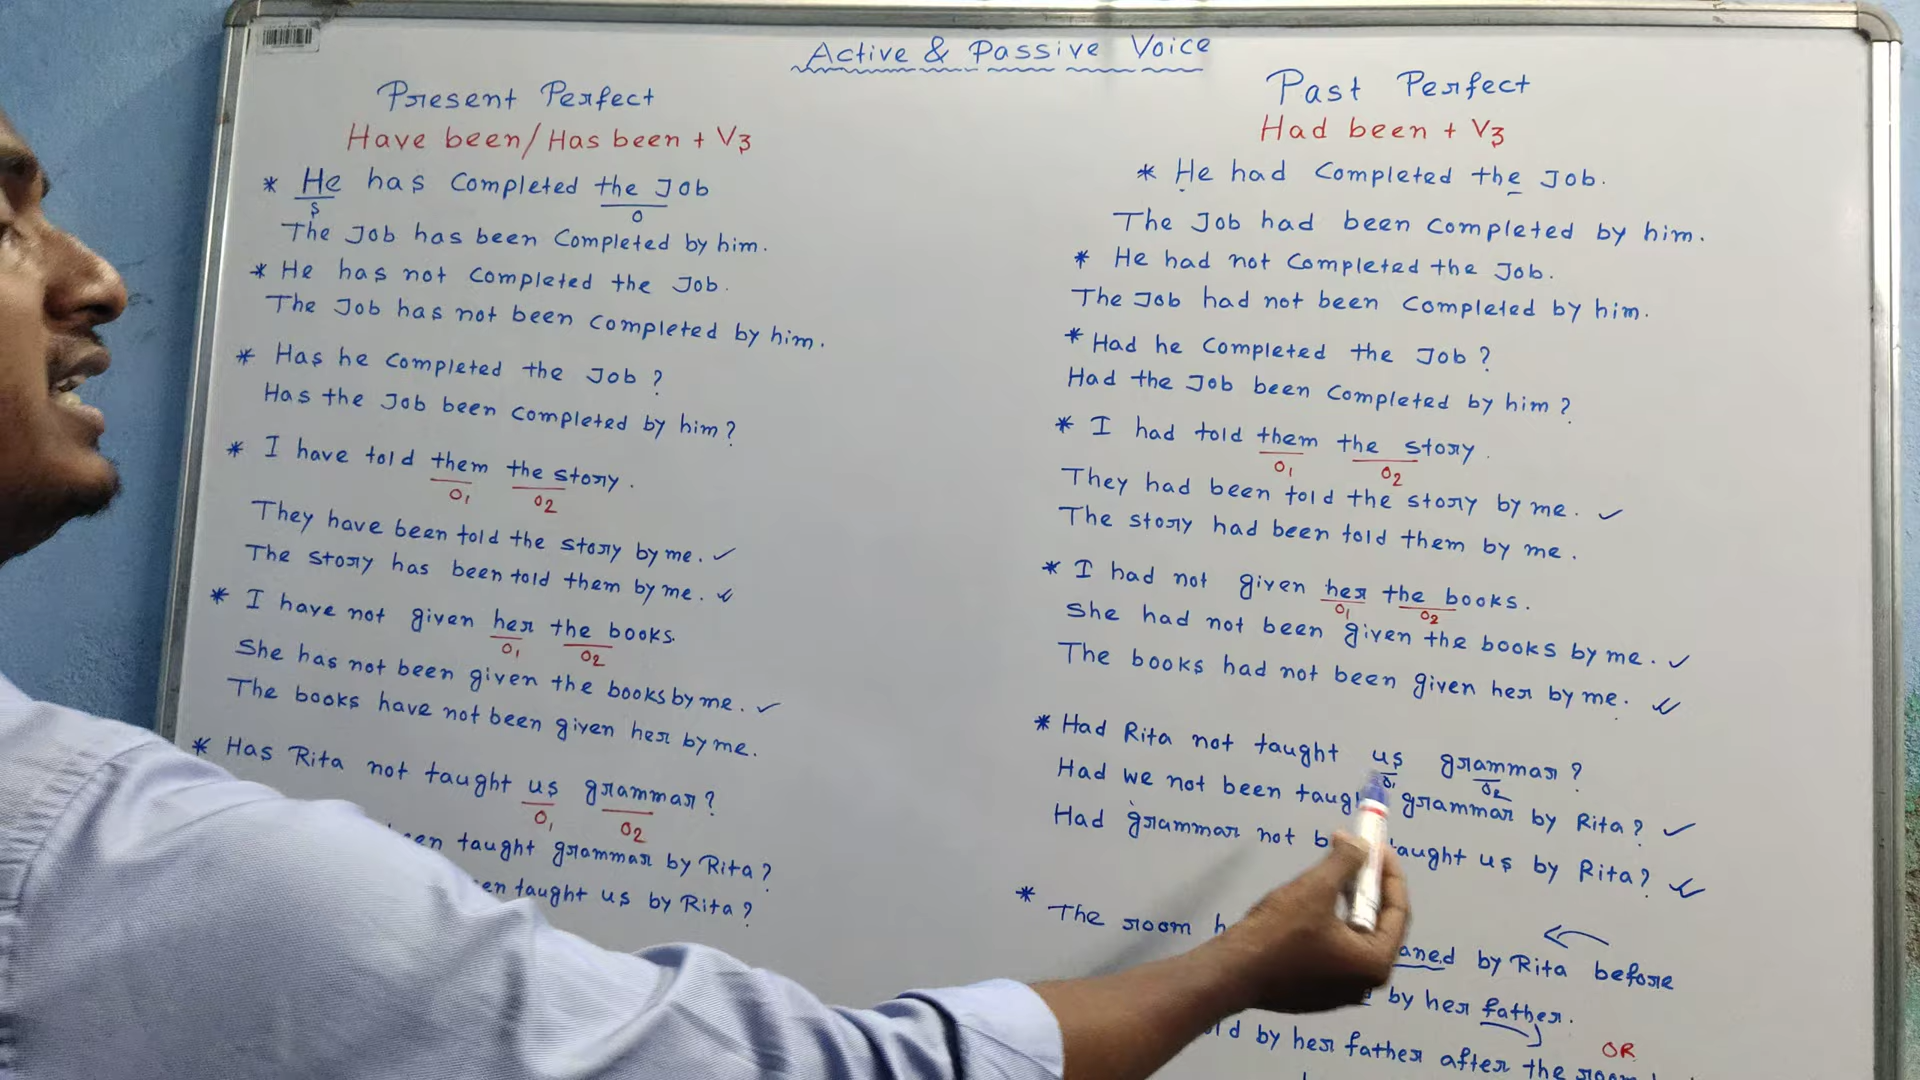 Active & Passive Voice
Present Perfect
Have been/Has been + V3
* He has completed the Job
S O
The Job has been completed by him.
* He has not completed the Job.
The Job has not been completed by him.
* Has he completed the Job?
Has the Job been completed by him?
* I have told them the story.
O1 O2
They have been told the story by me. ✓
The story has been told them by me. ✓
* I have not given her the books.
O1 O2
She has not been given the books by me. ✓
The books have not been given her by me.
* Has Rita not taught us grammar?
O1 O2
taught grammar by Rita?
taught us by Rita?
Past Perfect
Had been + V3
* He had completed the Job.
The Job had been completed by him.
* He had not completed the Job.
The Job had not been completed by him.
* Had he completed the Job?
Had the Job been completed by him?
* I had told them the story.
O1 O2
They had been told the story by me. ✓
The story had been told them by me.
* I had not given her the books.
O1 O2
She had not been given the books by me. ✓
The books had not been given her by me. ✓
* Had Rita not taught us grammar?
O1 O2
Had we not been grammar by Rita? ✓
Had grammar not taught us by Rita? ✓
* The room by Rita before
by her father.
OR
by her father after the room